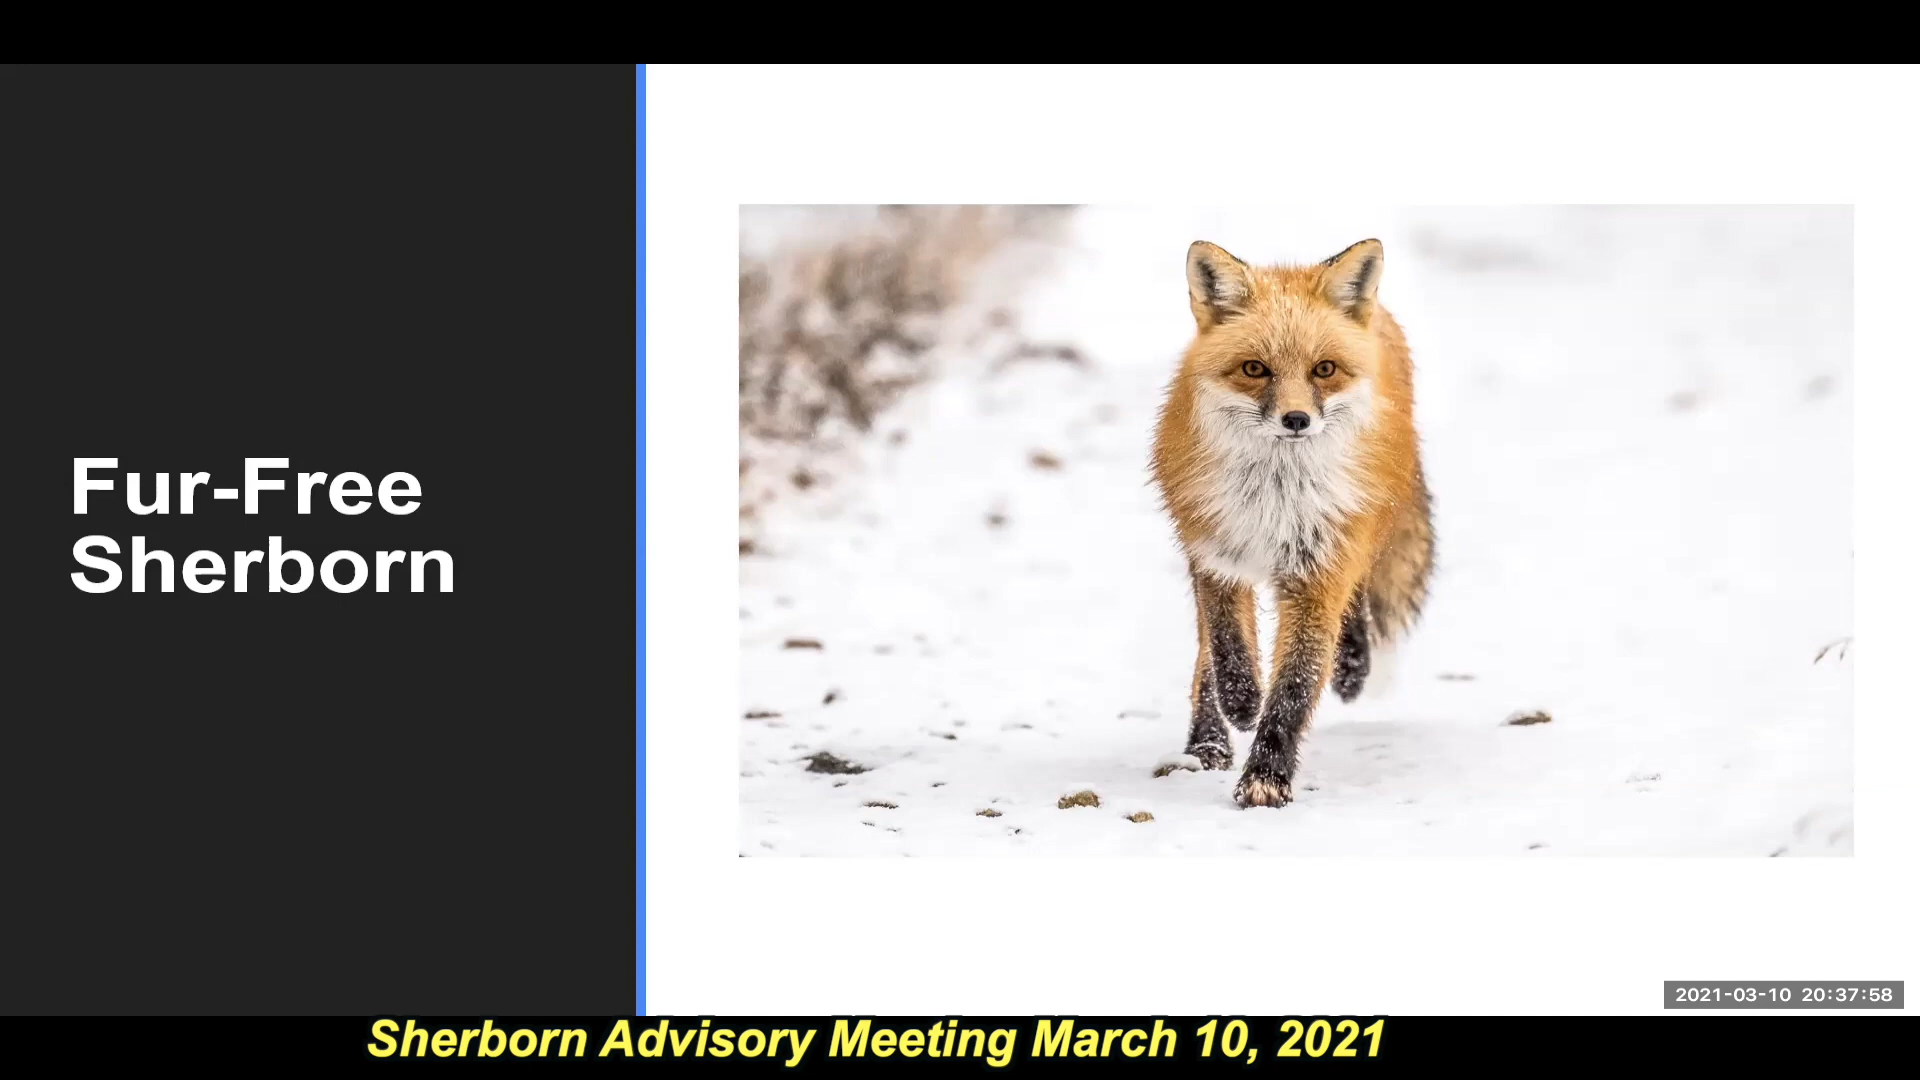 Fur-Free
Sherborn
2021-03-10 20:37:58
Sherborn Advisory Meeting March 10, 2021